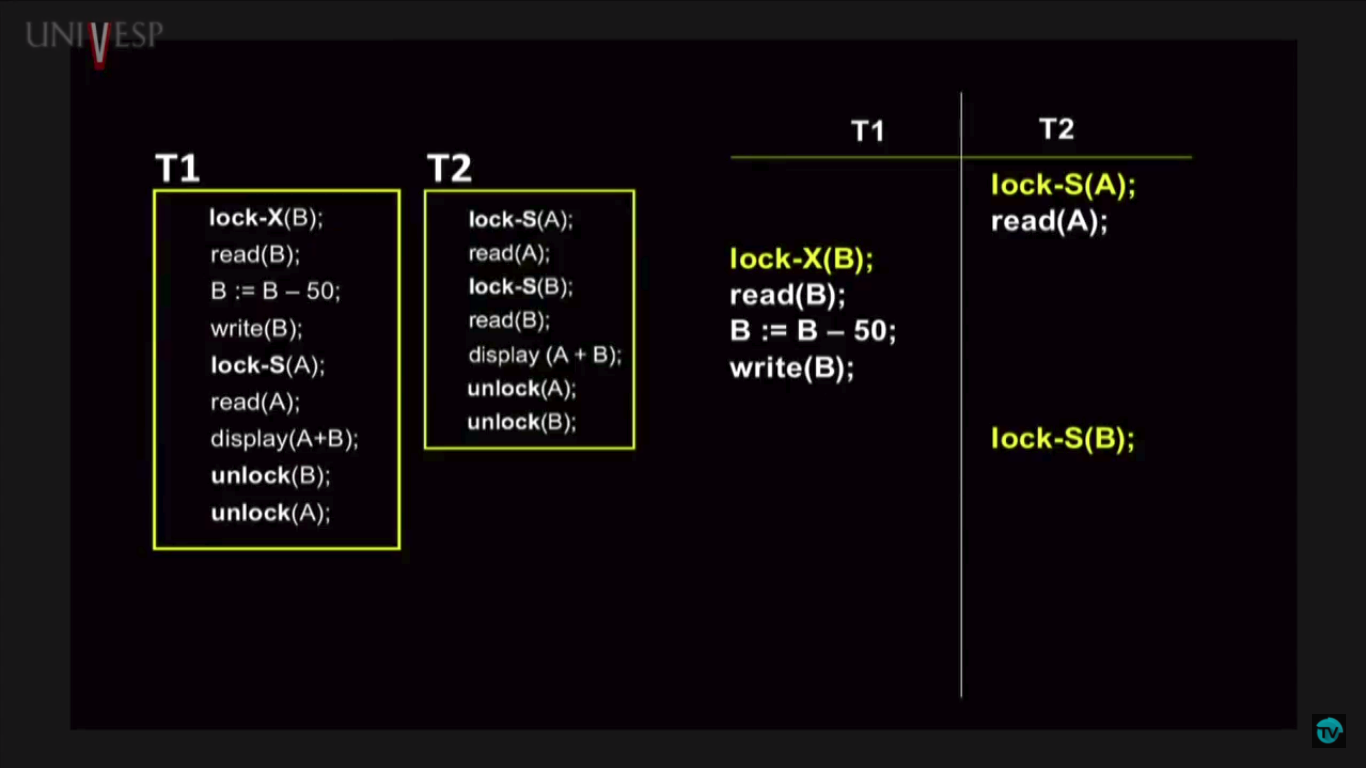 UNIVESP
T1
lock-X(B);
read(B);
B := B – 50;
write(B);
lock-S(A);
read(A);
display(A+B);
unlock(B);
unlock(A);
T2
lock-S(A);
read(A);
lock-S(B);
read(B);
display (A + B);
unlock(A);
unlock(B);
T1 T2
lock-S(A);
read(A);
lock-X(B);
read(B);
B := B – 50;
write(B);
lock-S(B);
TV